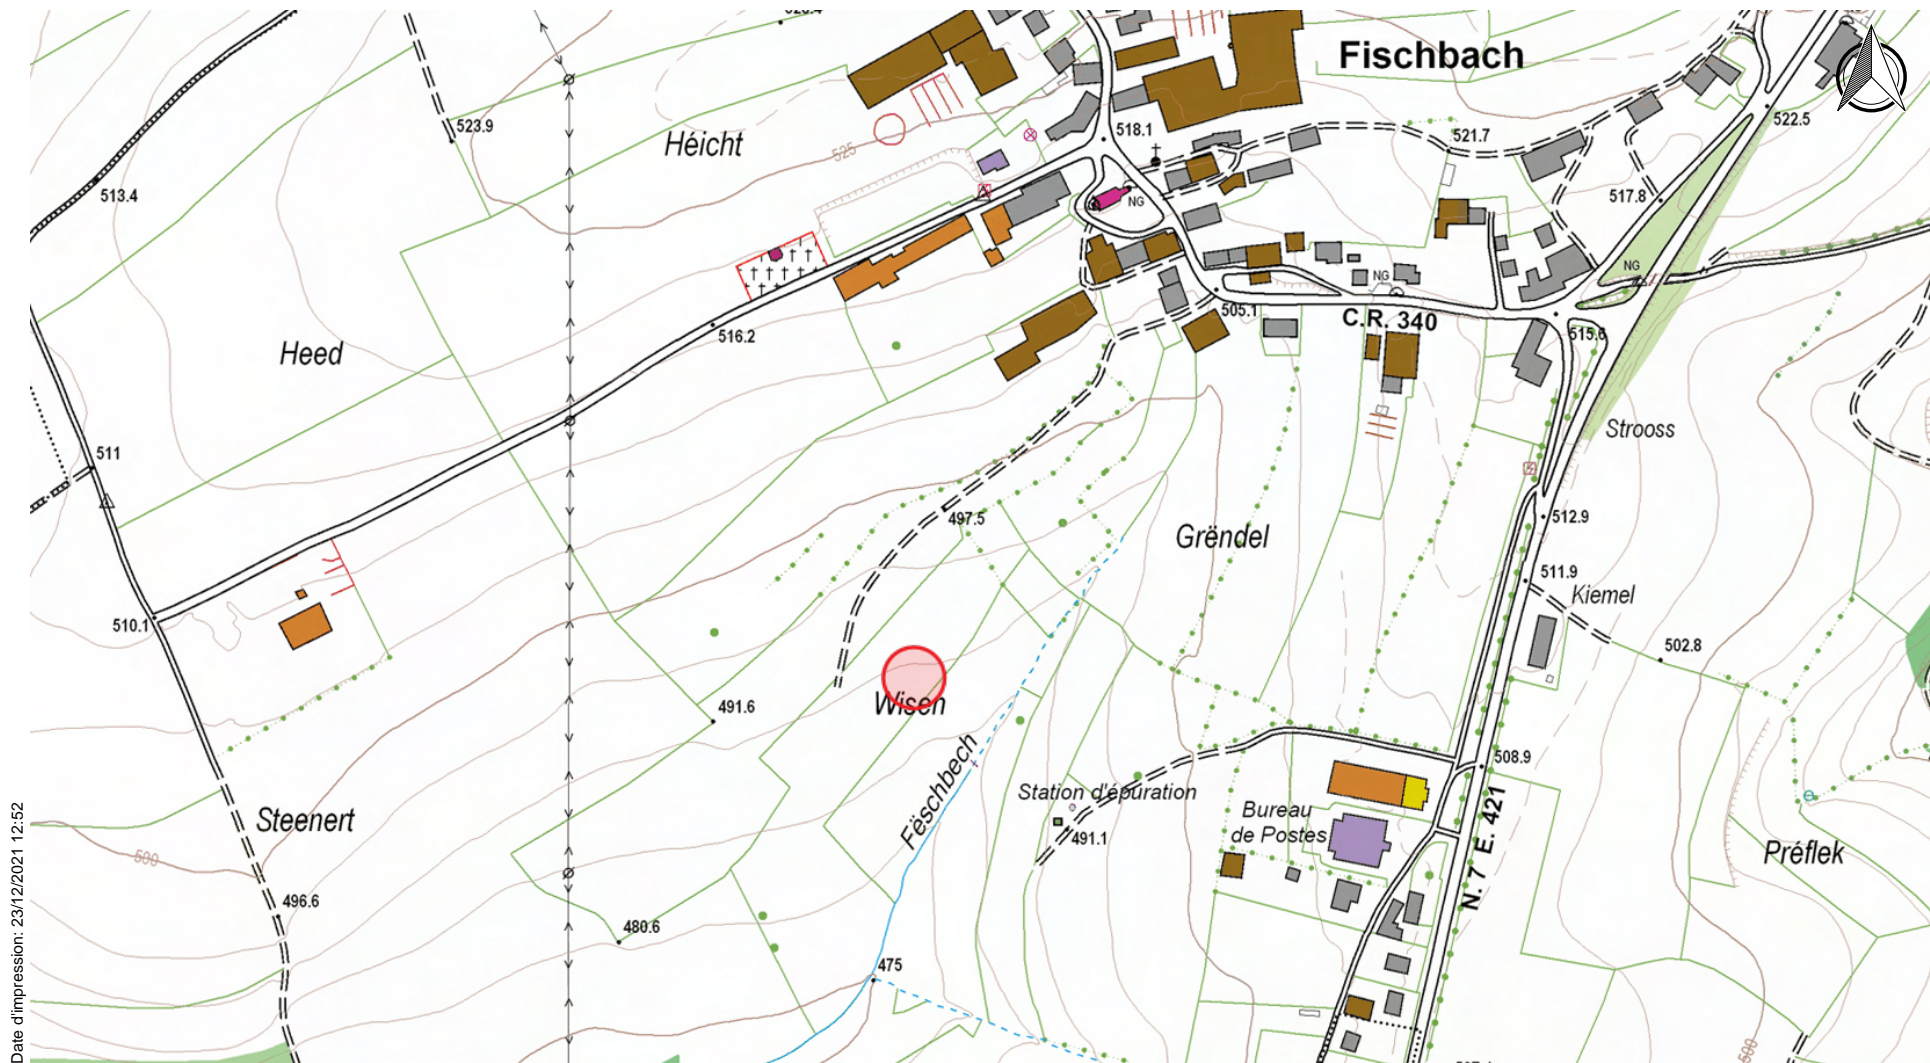 Fischbach
523.9
518.1
522.5
521.7
Héicht
525
513.4
517.8
NG
NG
NG
505.1
C.R. 340
515.6
516.2
Heed
Strooss
511
497.5
512.9
Grëndel
511.9
Kiemel
510.1
502.8
Wisen
491.6
508.9
Fëschbech
Station d'épuration
Bureau
de Postes
491.1
N. 7 E. 421
Steenert
Préflek
500
496.6
480.6
475
500
Date d'impression: 23/12/2021 12:52